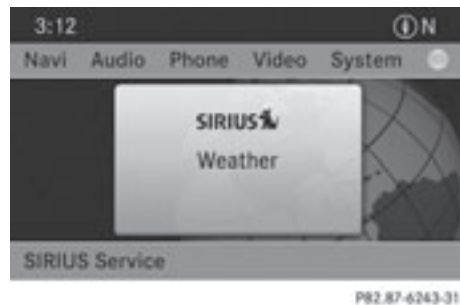 3:12 N
Navi Audio Phone Video System
SIRIUS
Weather
SIRIUS Service
P82.87-6243-31